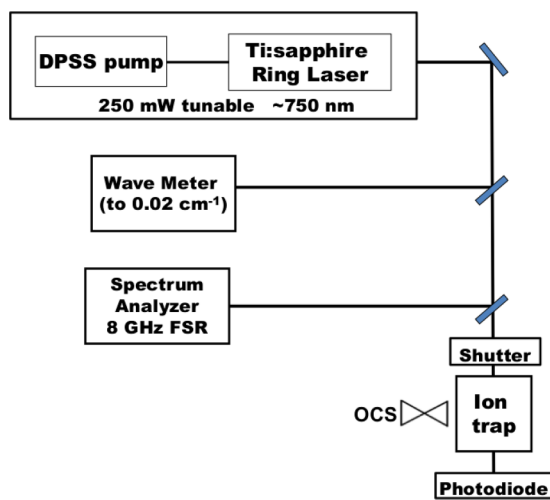 DPSS pump
Ti:sapphire
Ring Laser
250 mW tunable ~750 nm
Wave Meter
(to 0.02 cm⁻¹)
Spectrum
Analyzer
8 GHz FSR
Shutter
OCS
Ion
trap
Photodiode